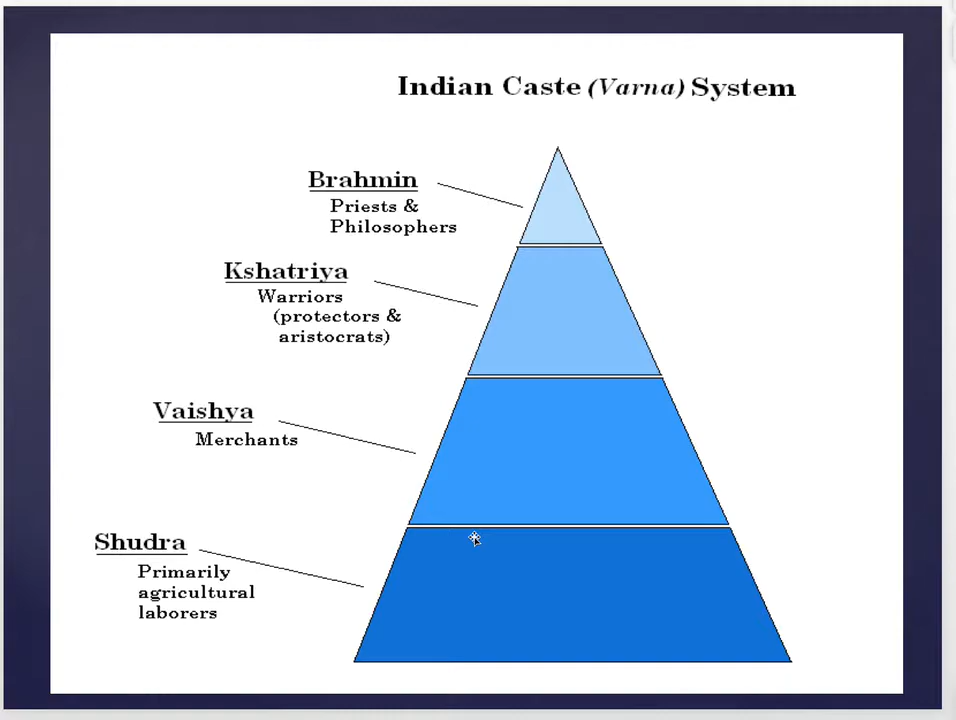 Indian Caste (Varna) System
Brahmin
Priests &
Philosophers
Kshatriya
Warriors
(protectors &
aristocrats)
Vaishya
Merchants
Shudra
Primarily
agricultural
laborers